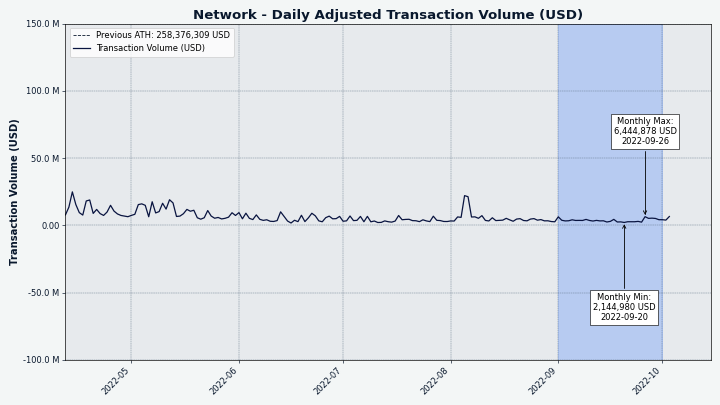 Network - Daily Adjusted Transaction Volume (USD)
150.0 M
100.0 M
50.0 M
0.00
-50.0 M
-100.0 M
Transaction Volume (USD)
Previous ATH: 258,376,309 USD
Transaction Volume (USD)
Monthly Max:
6,444,878 USD
2022-09-26
Monthly Min:
2,144,980 USD
2022-09-20
2022-05
2022-06
2022-07
2022-08
2022-09
2022-10